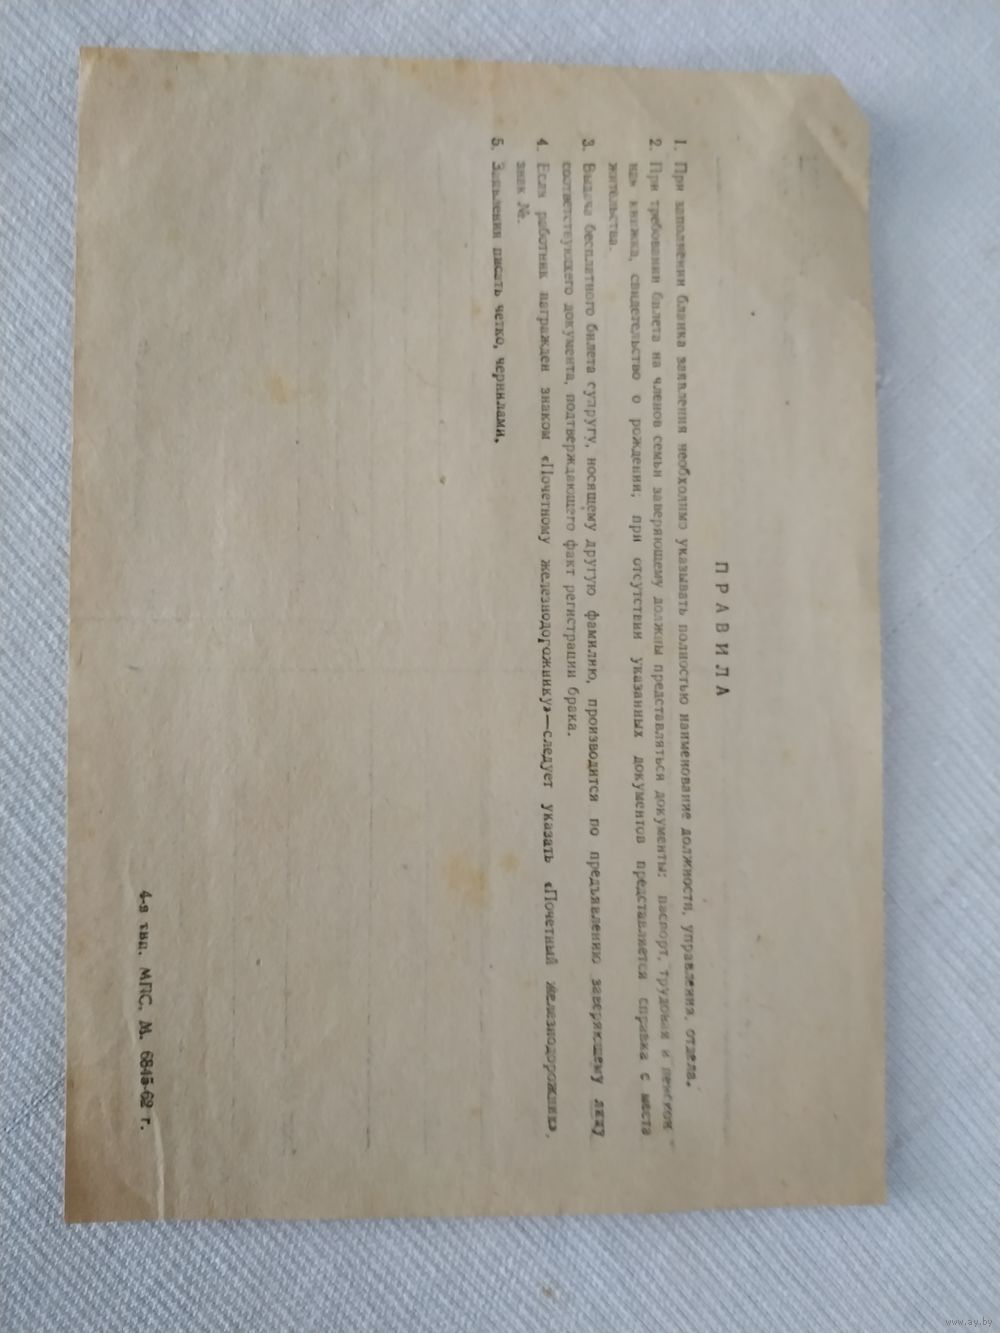 ПРАВИЛА
1. При заполнении бланка заявления необходимо указывать полностью наименование должности, управления, отдела.
2. При требовании билета на членов семьи заверяющему должны представляться документы: паспорт, трудовая и пенсион-
ная книжка, свидетельство о рождении; при отсутствии указанных документов представляется справка с места
жительства.
3. Выдача бесплатного билета супругу, носящему другую фамилию, производится по предъявлению заверяющему лицу
соответствующего документа, подтверждающего факт регистрации брака.
4. Если работник награжден знаком «Почетному железнодорожнику»—следует указать «Почетный железнодорожник»,
знак №.
5. Заявления писать четко, чернилами.
4-я тип. МПС. М. 6845-62 г.
www.ay.by